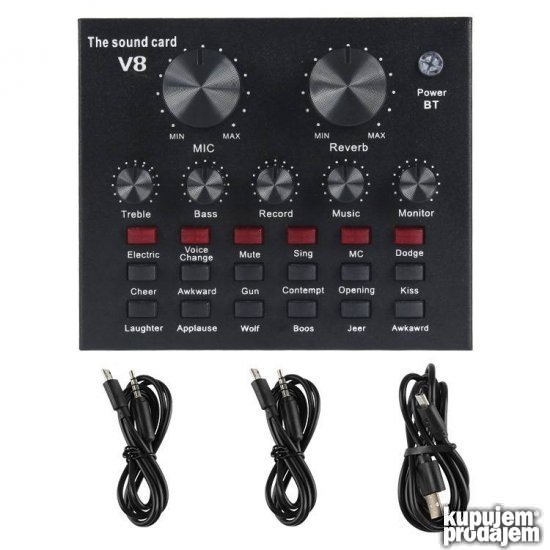 The sound card
V8
Power
BT
MIN MAX
MIC
MIN MAX
Reverb
Treble Bass Record Music Monitor
Electric Voice Change Mute Sing MC Dodge
Cheer Awkward Gun Contempt Opening Kiss
Laughter Applause Wolf Boos Jeer Awkawrd
kupujem
prodajem